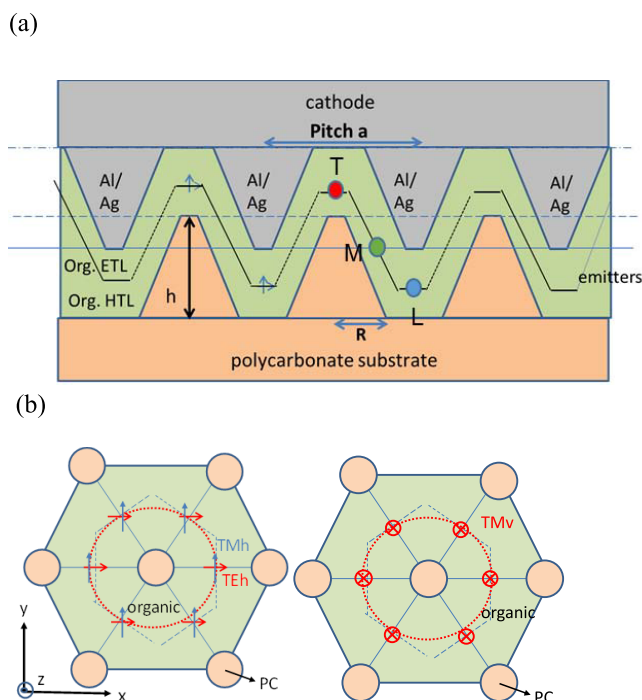 (a)
cathode
Pitch a
T
Al/
Ag
Al/
Ag
Al/
Ag
Al/
Ag
M
Org. ETL
emitters
Org. HTL
h
L
R
polycarbonate substrate
(b)
TMh
TEh
organic
y
z
x
PC
TMv
organic
PC